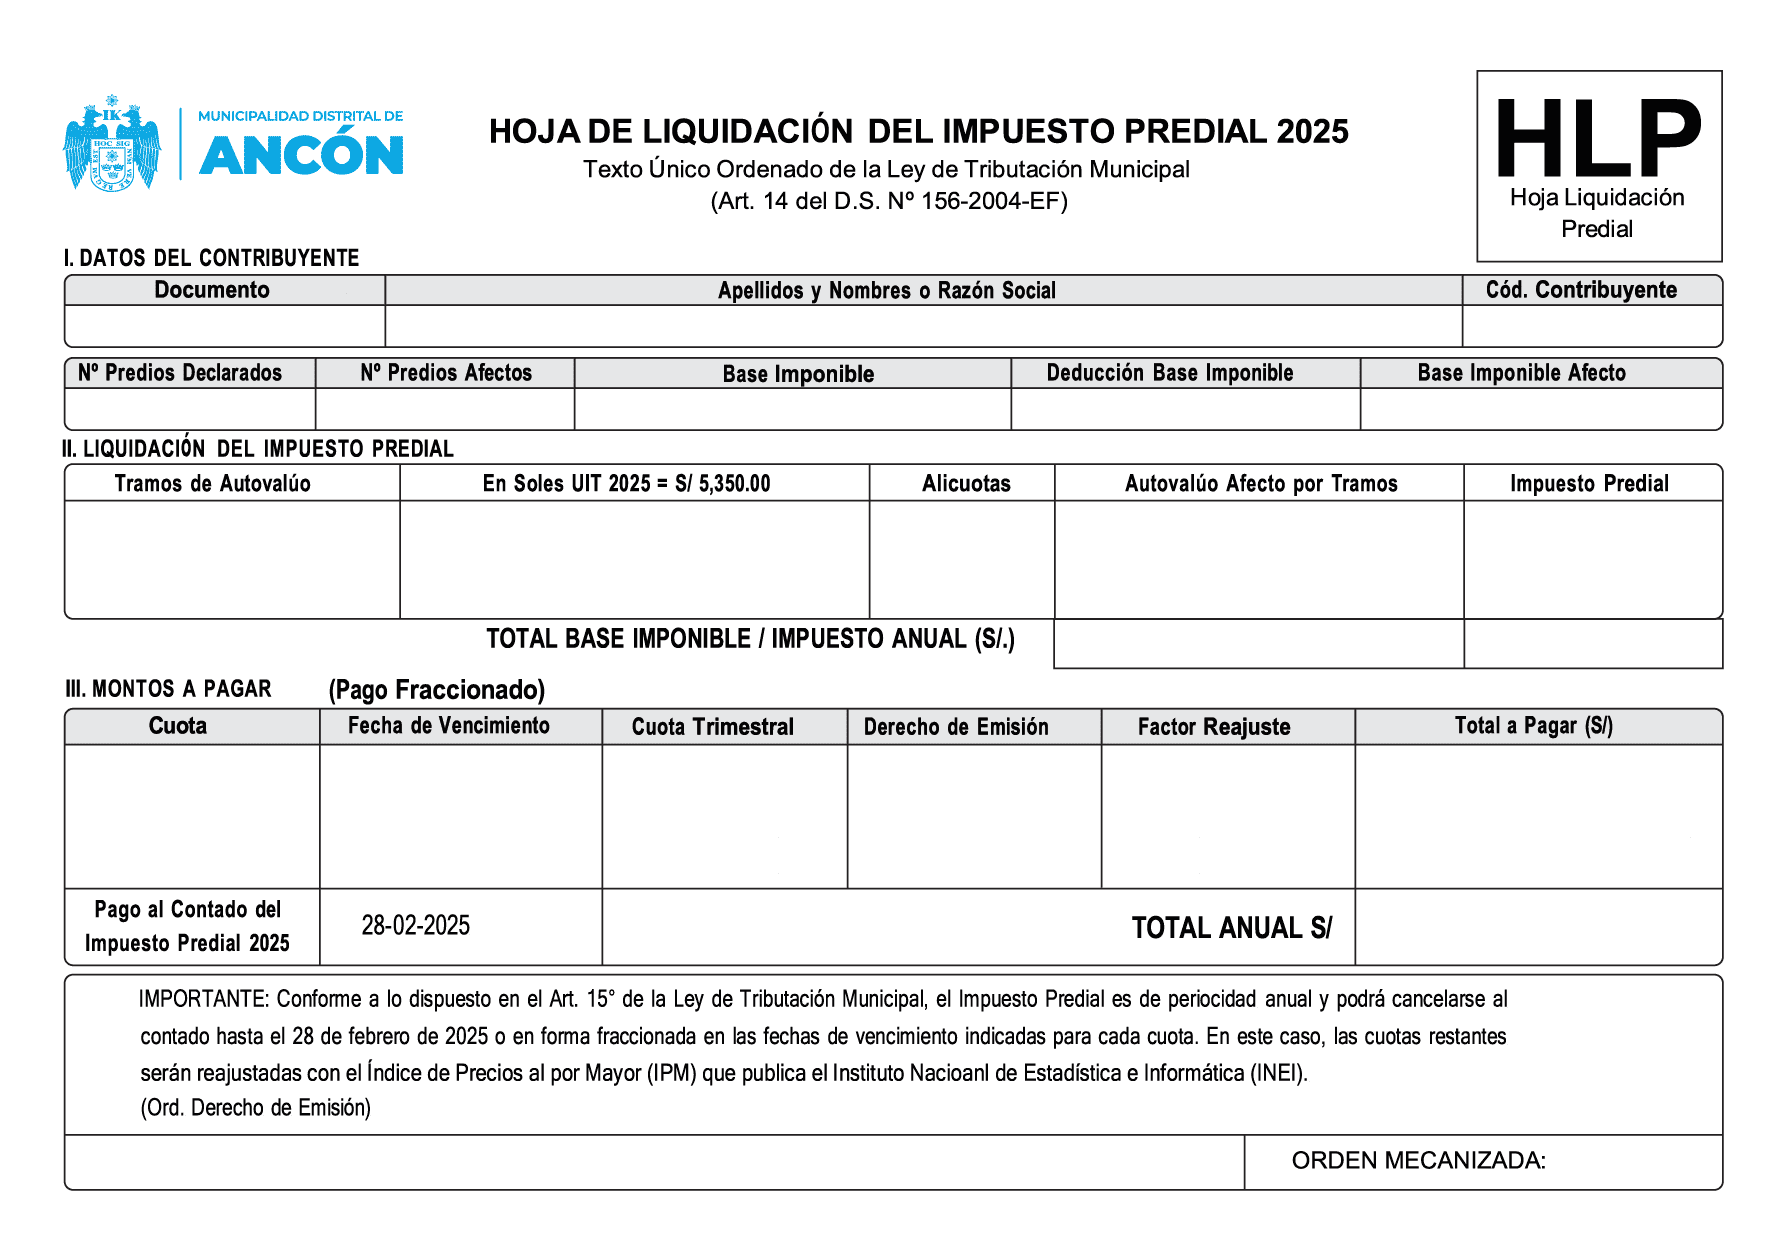 IK
HOC SIG
NUM VERE
REGUM EST
MUNICIPALIDAD DISTRITAL DE
ANCÓN
HOJA DE LIQUIDACIÓN DEL IMPUESTO PREDIAL 2025
Texto Único Ordenado de la Ley de Tributación Municipal
(Art. 14 del D.S. Nº 156-2004-EF)
HLP
Hoja Liquidación
Predial
I. DATOS DEL CONTRIBUYENTE
Documento Apellidos y Nombres o Razón Social Cód. Contribuyente
Nº Predios Declarados Nº Predios Afectos Base Imponible Deducción Base Imponible Base Imponible Afecto
II. LIQUIDACIÓN DEL IMPUESTO PREDIAL
Tramos de Autovalúo En Soles UIT 2025 = S/ 5,350.00 Alicuotas Autovalúo Afecto por Tramos Impuesto Predial
TOTAL BASE IMPONIBLE / IMPUESTO ANUAL (S/.)
III. MONTOS A PAGAR (Pago Fraccionado)
Cuota Fecha de Vencimiento Cuota Trimestral Derecho de Emisión Factor Reajuste Total a Pagar (S/)
Pago al Contado del
Impuesto Predial 2025
28-02-2025
TOTAL ANUAL S/
IMPORTANTE: Conforme a lo dispuesto en el Art. 15° de la Ley de Tributación Municipal, el Impuesto Predial es de periocidad anual y podrá cancelarse al
contado hasta el 28 de febrero de 2025 o en forma fraccionada en las fechas de vencimiento indicadas para cada cuota. En este caso, las cuotas restantes
serán reajustadas con el Índice de Precios al por Mayor (IPM) que publica el Instituto Nacioanl de Estadística e Informática (INEI).
(Ord. Derecho de Emisión)
ORDEN MECANIZADA: